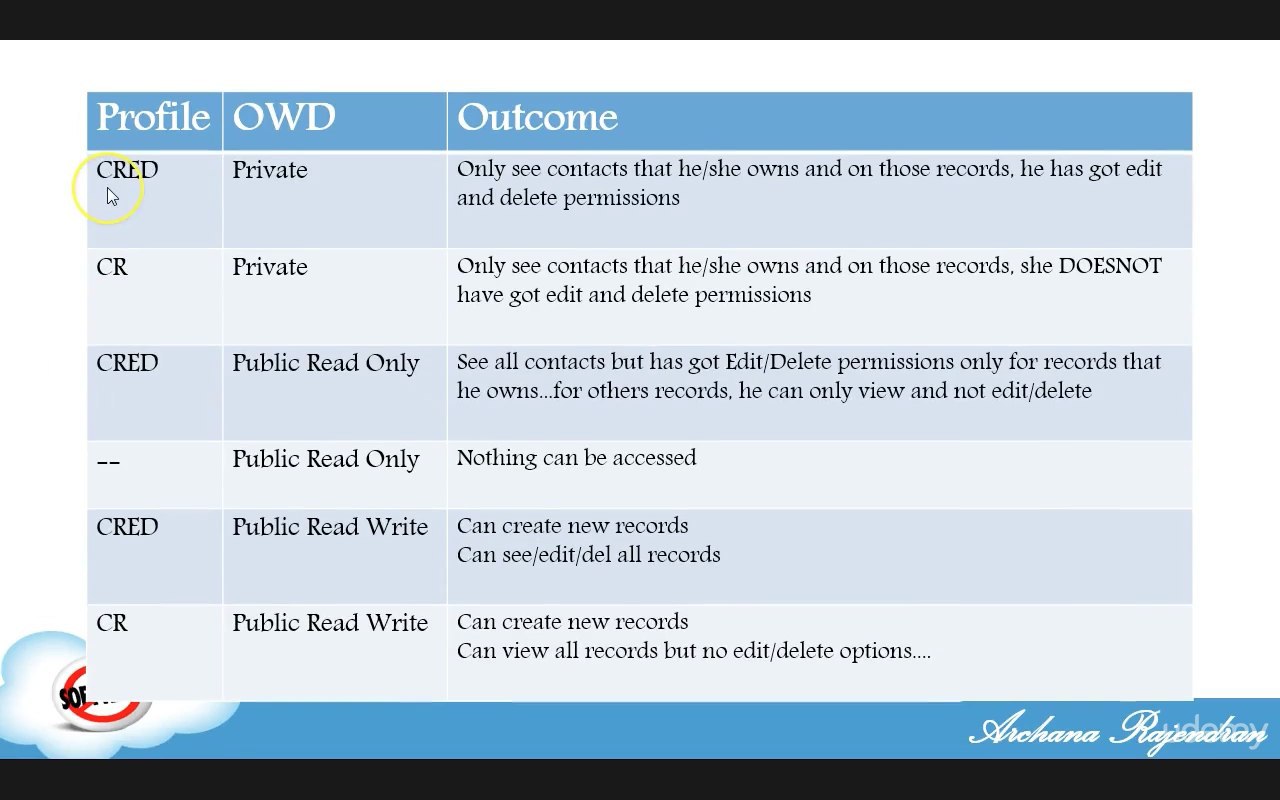 Profile OWD Outcome
CRED Private Only see contacts that he/she owns and on those records, he has got edit
and delete permissions
CR Private Only see contacts that he/she owns and on those records, she DOESNOT
have got edit and delete permissions
CRED Public Read Only See all contacts but has got Edit/Delete permissions only for records that
he owns...for others records, he can only view and not edit/delete
-- Public Read Only Nothing can be accessed
CRED Public Read Write Can create new records
Can see/edit/del all records
CR Public Read Write Can create new records
Can view all records but no edit/delete options....
Archana Rajendran
udemy